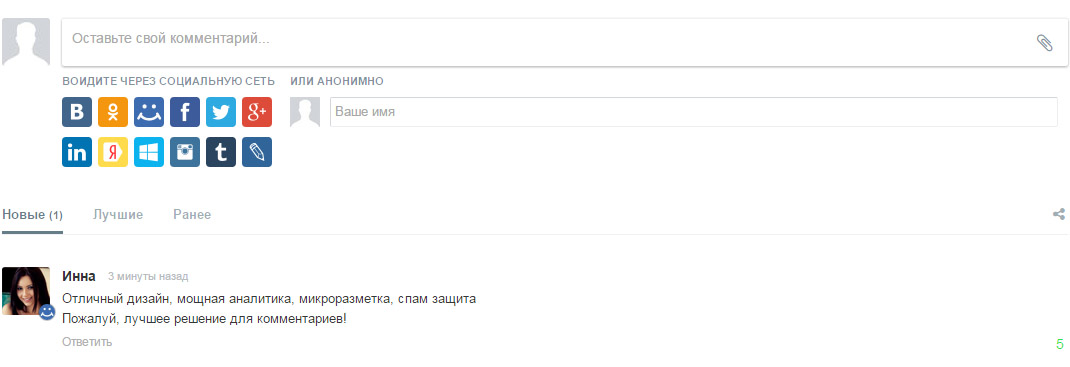 Оставьте свой комментарий...
ВОЙДИТЕ ЧЕРЕЗ СОЦИАЛЬНУЮ СЕТЬ
ИЛИ АНОНИМНО
B f g+
Ваше имя
in Я t
Новые (1) Лучшие Ранее
Инна 3 минуты назад
Отличный дизайн, мощная аналитика, микроразметка, спам защита
Пожалуй, лучшее решение для комментариев!
Ответить
5